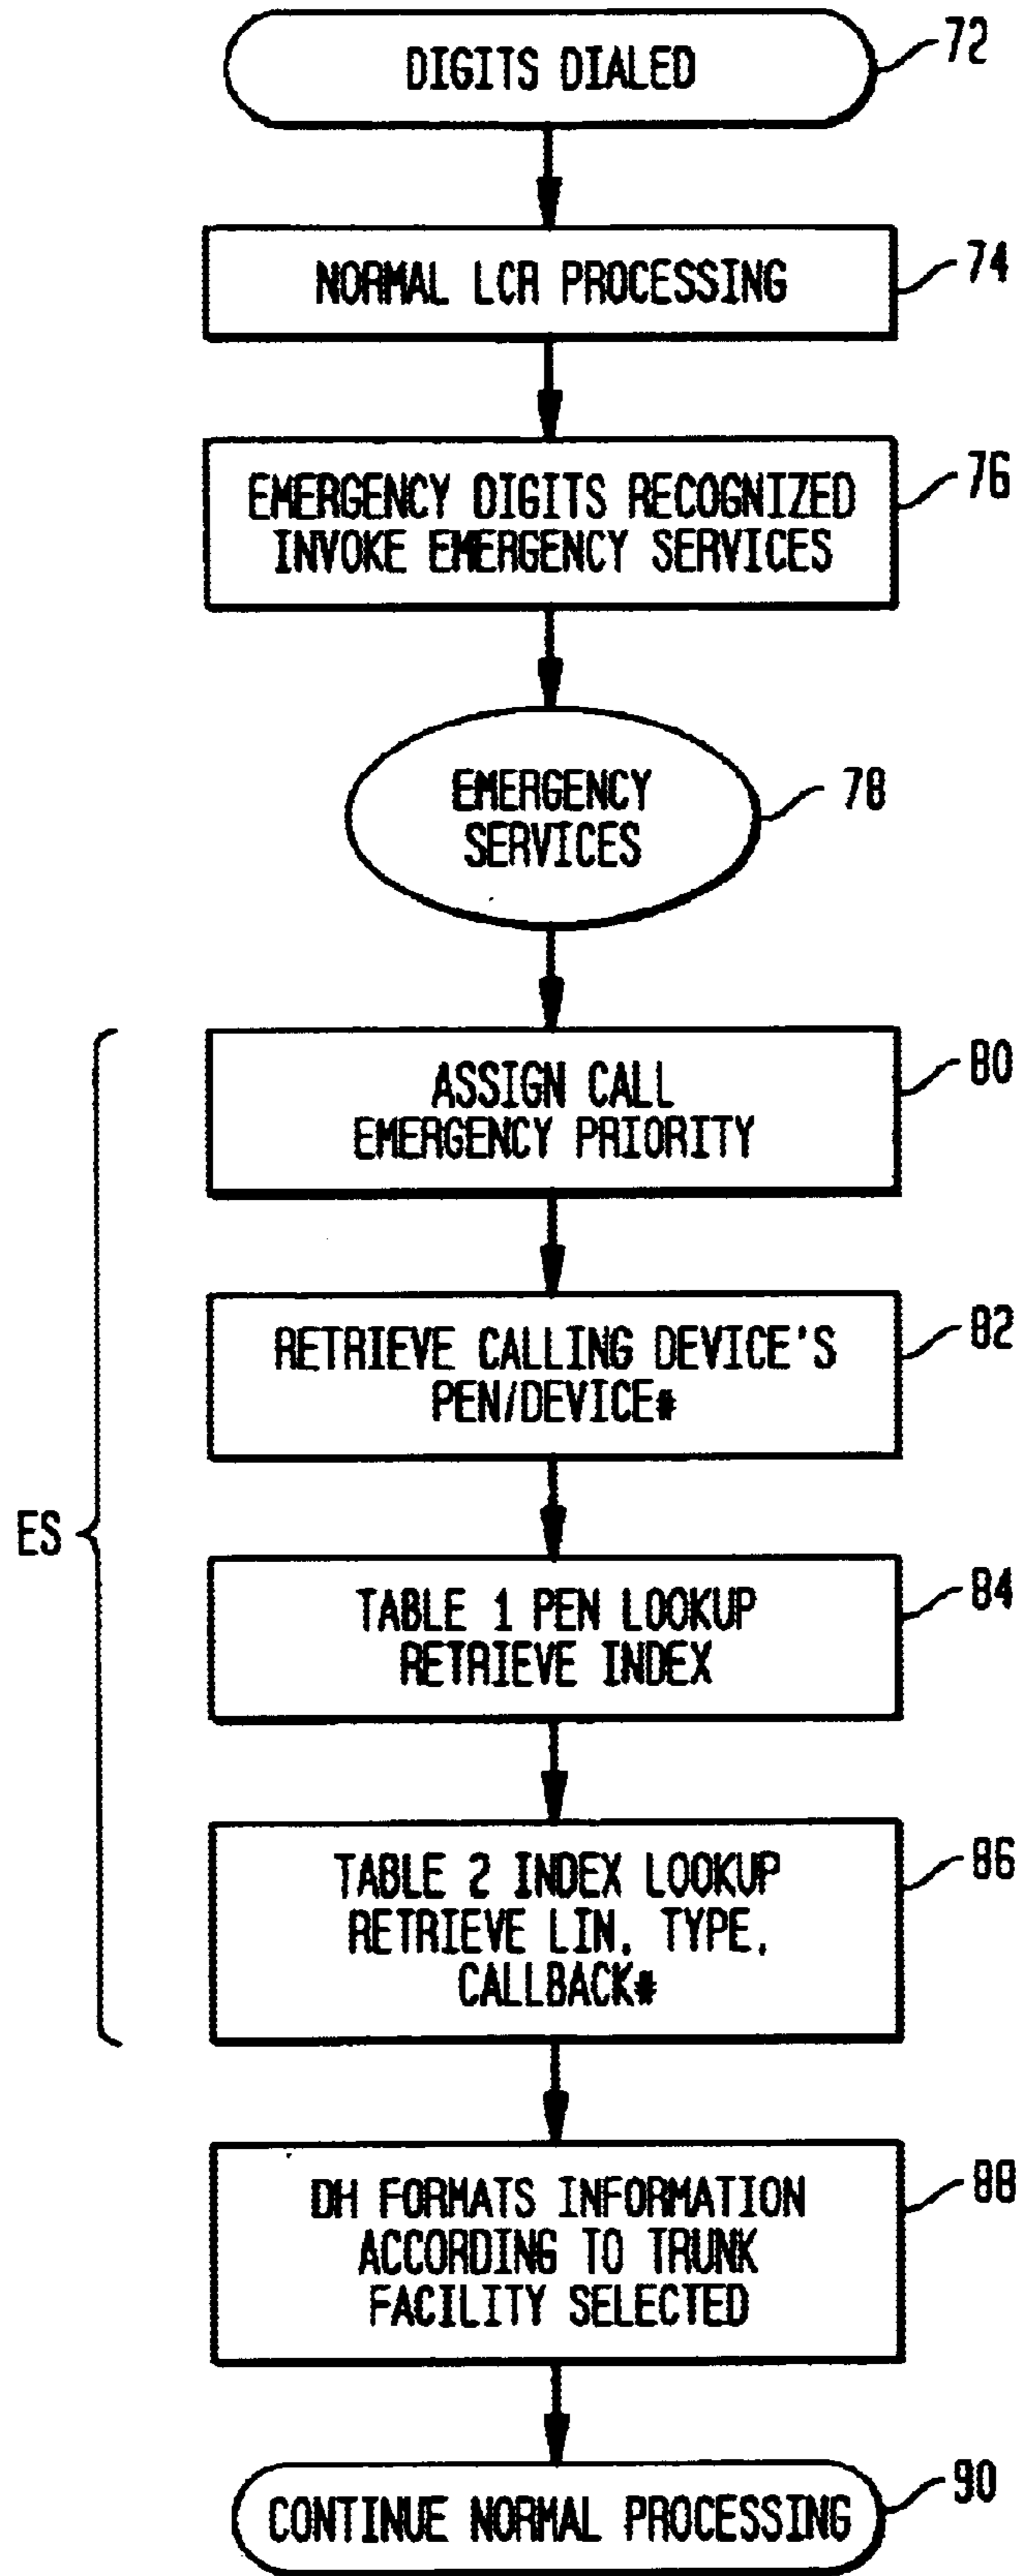 DIGITS DIALED
72
NORMAL LCR PROCESSING
74
EMERGENCY DIGITS RECOGNIZED
INVOKE EMERGENCY SERVICES
76
EMERGENCY
SERVICES
78
ES
ASSIGN CALL
EMERGENCY PRIORITY
80
RETRIEVE CALLING DEVICE'S
PEN/DEVICE#
82
TABLE 1 PEN LOOKUP
RETRIEVE INDEX
84
TABLE 2 INDEX LOOKUP
RETRIEVE LIN, TYPE,
CALLBACK#
86
DH FORMATS INFORMATION
ACCORDING TO TRUNK
FACILITY SELECTED
88
CONTINUE NORMAL PROCESSING
90